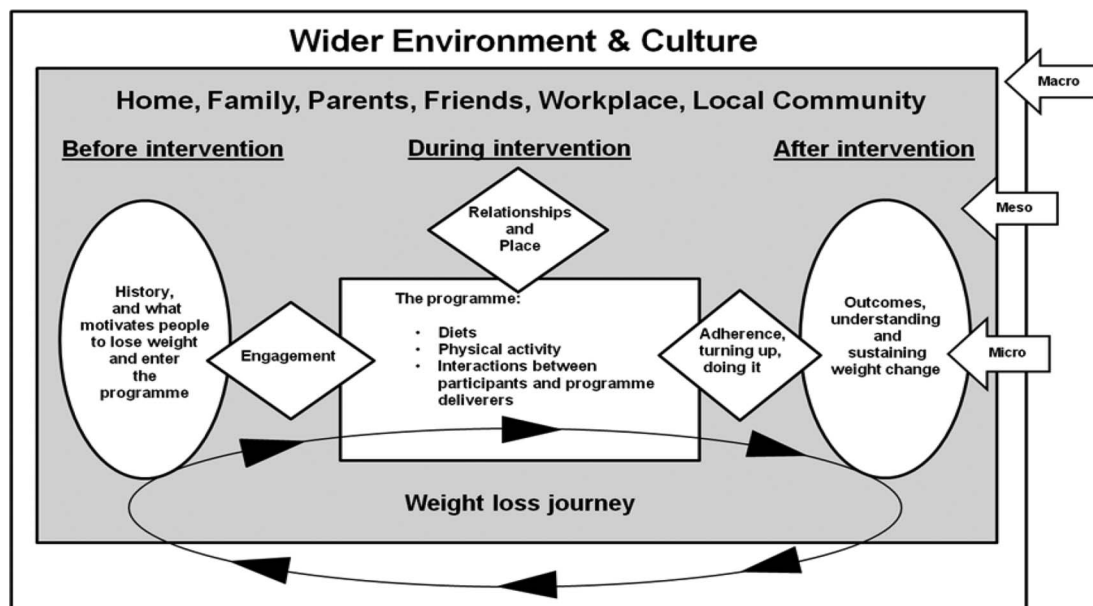 Wider Environment & Culture
Macro
Home, Family, Parents, Friends, Workplace, Local Community
Before intervention
During intervention
After intervention
Meso
Relationships
and
Place
History,
and what
motivates people
to lose weight
and enter
the
programme
Engagement
The programme:
• Diets
• Physical activity
• Interactions between
participants and programme
deliverers
Adherence,
turning up,
doing it
Outcomes,
understanding
and
sustaining
weight change
Micro
Weight loss journey